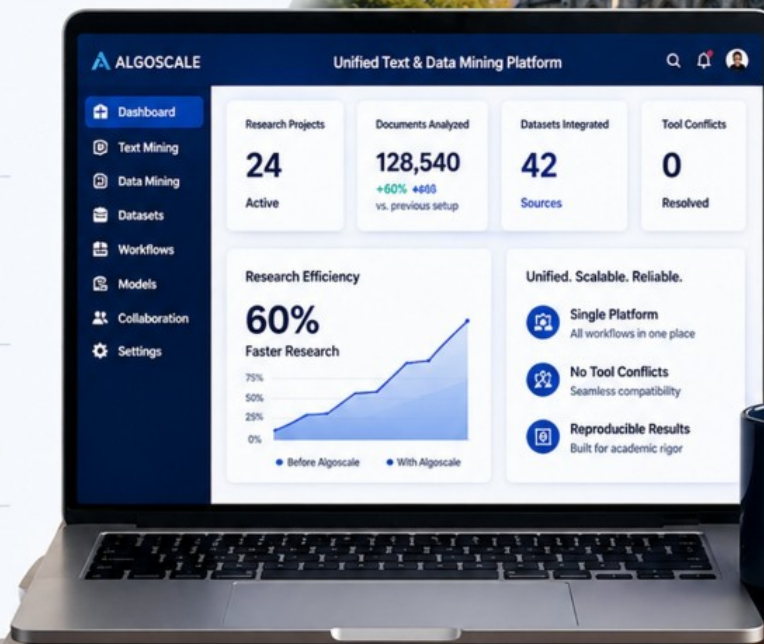 ALGOSCALE
Unified Text & Data Mining Platform
Dashboard
Text Mining
Data Mining
Datasets
Workflows
Models
Collaboration
Settings
Research Projects
24
Active
Documents Analyzed
128,540
+60%
vs. previous setup
Datasets Integrated
42
Sources
Tool Conflicts
0
Resolved
Research Efficiency
60%
Faster Research
75%
50%
25%
0%
Before Algoscale
With Algoscale
Unified. Scalable. Reliable.
Single Platform
All workflows in one place
No Tool Conflicts
Seamless compatibility
Reproducible Results
Built for academic rigor